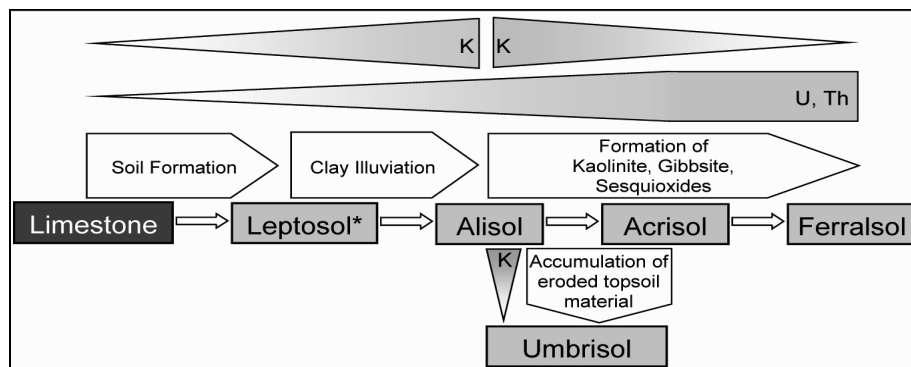 K K
U, Th
Soil Formation
Clay Illuviation
Formation of
Kaolinite, Gibbsite,
Sesquioxides
Limestone
Leptosol*
Alisol
Acrisol
Ferralsol
K
Accumulation of
eroded topsoil
material
Umbrisol